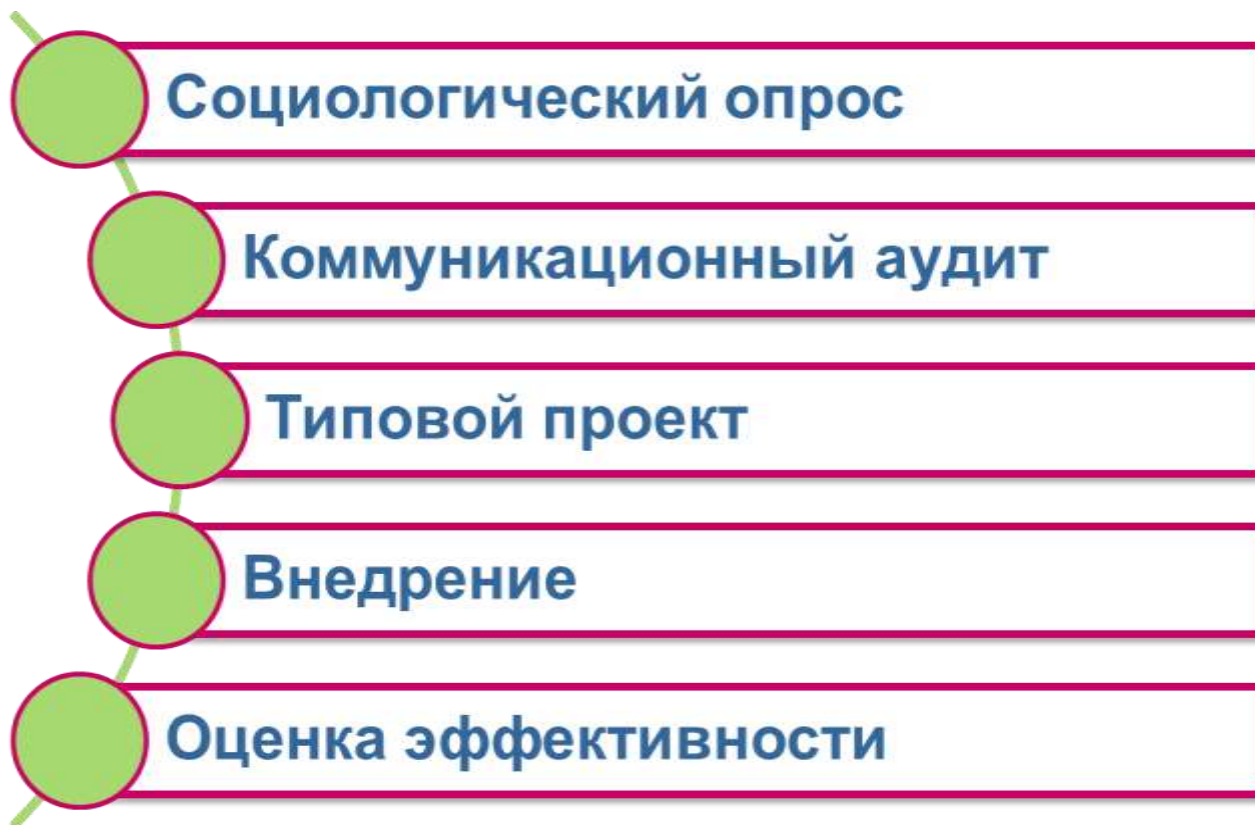 Социологический опрос
Коммуникационный аудит
Типовой проект
Внедрение
Оценка эффективности